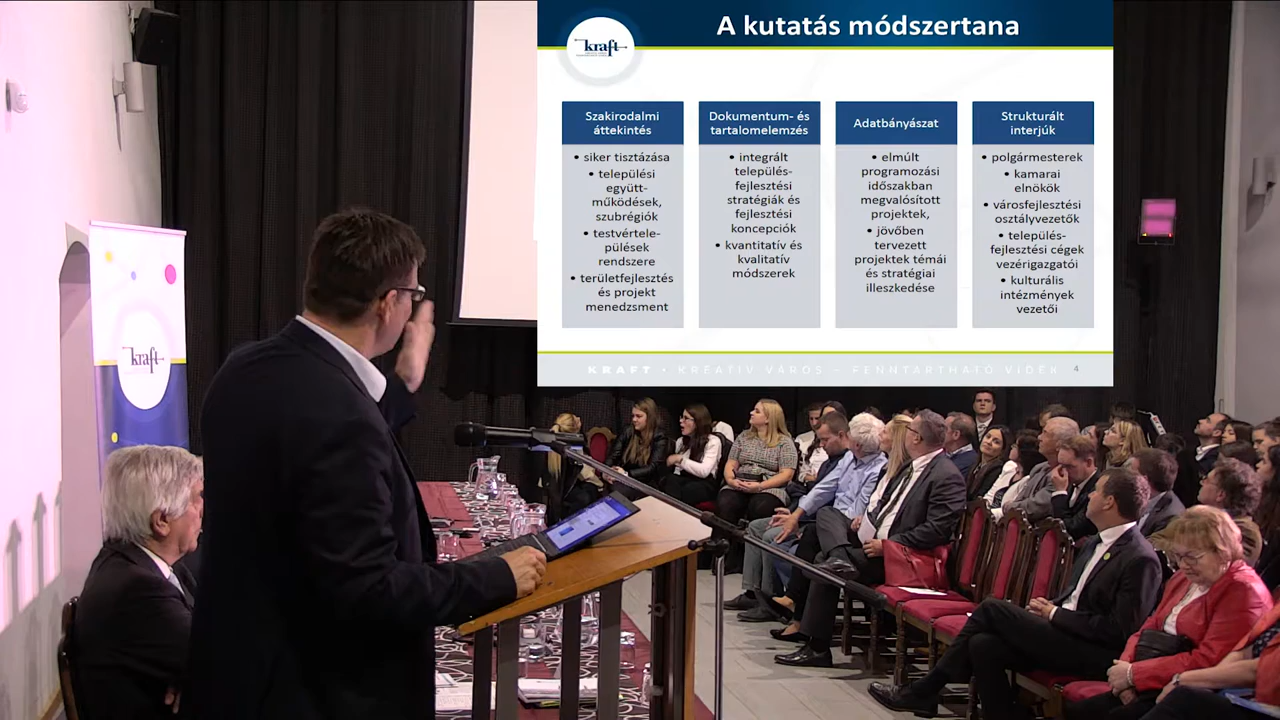 A kutatás módszertana
kraft
Szakirodalmi
áttekintés
• siker tisztázása
• települési
együtt-
működések,
szubrégiók
• testvértele-
pülések
rendszere
• területfejlesztés
és projekt
menedzsment
Dokumentum- és
tartalomelemzés
• integrált
település-
fejlesztési
stratégiák és
fejlesztési
koncepciók
• kvantitatív és
kvalitatív
módszerek
Adatbányászat
• elmúlt
programozási
időszakban
megvalósított
projektek,
• jövőben
tervezett
projektek témái
és stratégiai
illeszkedése
Strukturált
interjúk
• polgármesterek
• kamarai
elnökök
• városfejlesztési
osztályvezetők
• település-
fejlesztési cégek
vezérigazgatói
• kulturális
intézmények
vezetői
KRAFT • KREATÍV VÁROS – FENNTARTHATÓ VIDÉK 4
kraft